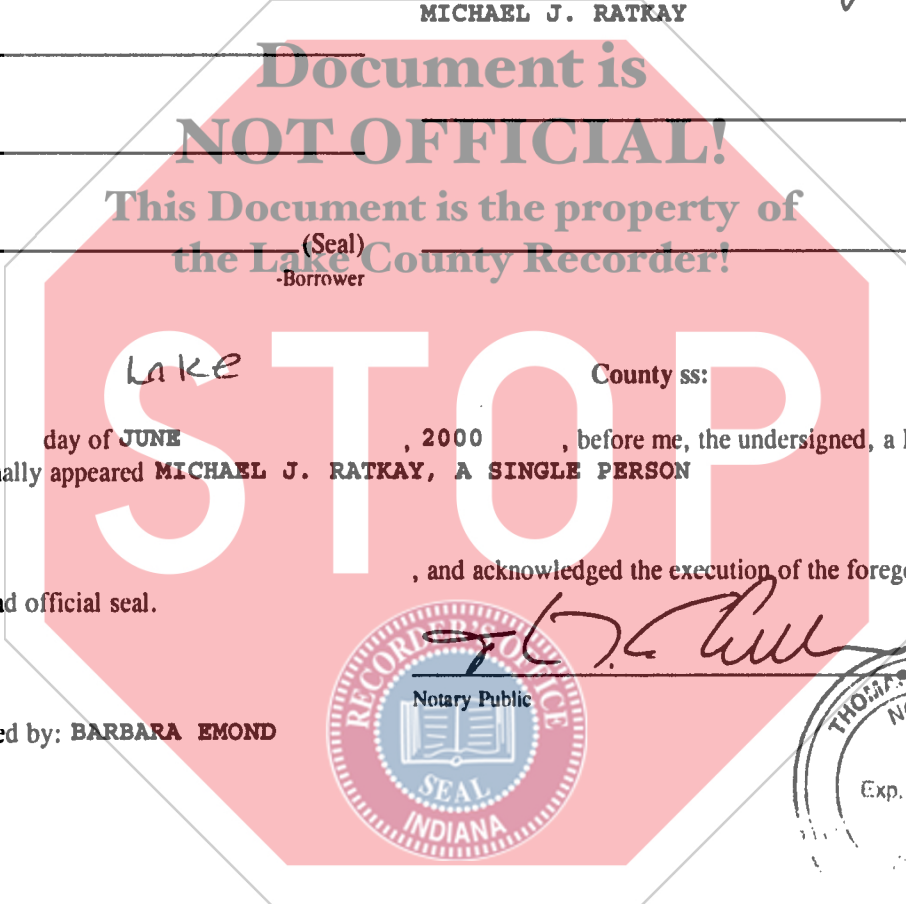 MICHAEL J. RATKAY
Document is
NOT OFFICIAL!
This Document is the property of
the Lake County Recorder!
(Seal)
-Borrower
Lake County ss:
day of JUNE , 2000 , before me, the undersigned, a
ally appeared MICHAEL J. RATKAY, A SINGLE PERSON
STOP
, and acknowledged the execution of the forego
d official seal.
Notary Public
ed by: BARBARA EMOND
RECORDER'S OFFICE
SEAL
INDIANA
THOMAS
Exp.